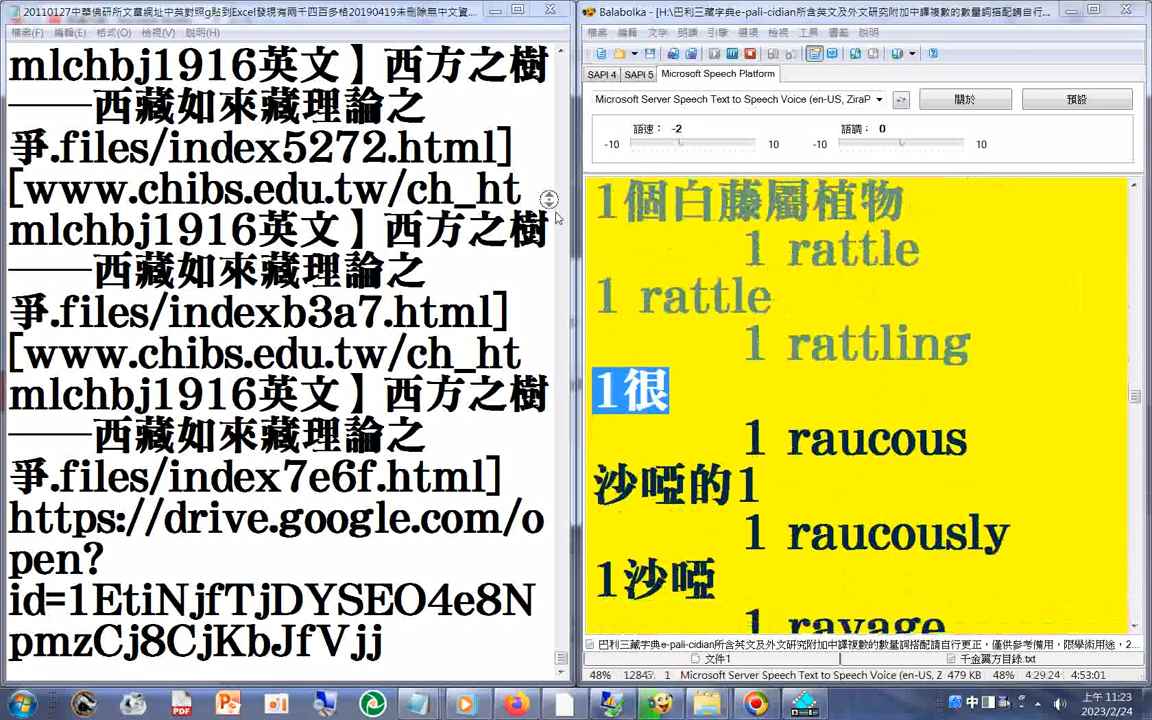 20110127中華佛研所文章網址中英對照g點到Excel發現有兩千四百多格20190419未刪除無中文資...
檔案(F) 編輯(E) 格式(O) 檢視(V) 說明(H)
mlchbj1916英文】西方之樹
——西藏如來藏理論之
爭.files/index5272.html]
[www.chibs.edu.tw/ch_ht
mlchbj1916英文】西方之樹
——西藏如來藏理論之
爭.files/indexb3a7.html]
[www.chibs.edu.tw/ch_ht
mlchbj1916英文】西方之樹
——西藏如來藏理論之
爭.files/index7e6f.html]
https://drive.google.com/o
pen?
id=1EtiNjfTjDYSEO4e8N
pmzCj8CjKbJfVjj
Balabolka - [H:\巴利三藏字典e-pali-cidian所含英文及外文研究附加中譯複數的數量詞搭配請自行...
檔案 編輯 文字 朗讀 引擎 選項 檢視 工具 書籤 說明
SAPI 4 SAPI 5 Microsoft Speech Platform
Microsoft Server Speech Text to Speech Voice (en-US, ZiraP
關於
預設
語速： -2 語調： 0
-10 10 -10 10
1個白藤屬植物
1 rattle
1 rattle
1 rattling
1很
1 raucous
沙啞的1
1 raucously
1沙啞
1 ravage
巴利三藏字典e-pali-cidian所含英文及外文研究附加中譯複數的數量詞搭配請自行更正，僅供參考備用，限學術用途，2...
文件1 千金翼方目錄.txt
48% 12845 1 Microsoft Server Speech Text to Speech Voice (en-US, Z 479 KB 48% 4:29:24 / 4:53:01
中
上午 11:23
2023/2/24